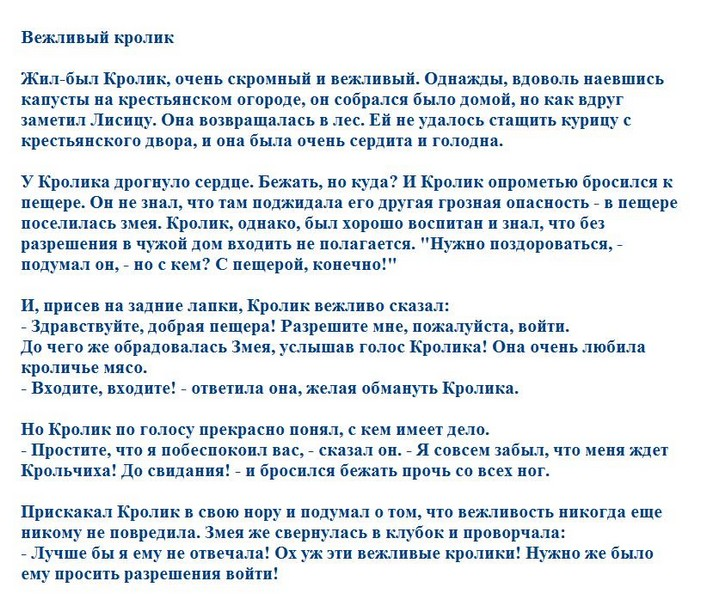 Вежливый кролик
Жил-был Кролик, очень скромный и вежливый. Однажды, вдоволь наевшись
капусты на крестьянском огороде, он собрался было домой, но как вдруг
заметил Лисицу. Она возвращалась в лес. Ей не удалось стащить курицу с
крестьянского двора, и она была очень сердита и голодна.
У Кролика дрогнуло сердце. Бежать, но куда? И Кролик опрометью бросился к
пещере. Он не знал, что там поджидала его другая грозная опасность - в пещере
поселилась змея. Кролик, однако, был хорошо воспитан и знал, что без
разрешения в чужой дом входить не полагается. "Нужно поздороваться, -
подумал он, - но с кем? С пещерой, конечно!"
И, присев на задние лапки, Кролик вежливо сказал:
- Здравствуйте, добрая пещера! Разрешите мне, пожалуйста, войти.
До чего же обрадовалась Змея, услышав голос Кролика! Она очень любила
кроличье мясо.
- Входите, входите! - ответила она, желая обмануть Кролика.
Но Кролик по голосу прекрасно понял, с кем имеет дело.
- Простите, что я побеспокоил вас, - сказал он. - Я совсем забыл, что меня ждет
Крольчиха! До свидания! - и бросился бежать прочь со всех ног.
Прискакал Кролик в свою нору и подумал о том, что вежливость никогда еще
никому не повредила. Змея же свернулась в клубок и проворчала:
- Лучше бы я ему не отвечала! Ох уж эти вежливые кролики! Нужно же было
ему просить разрешения войти!